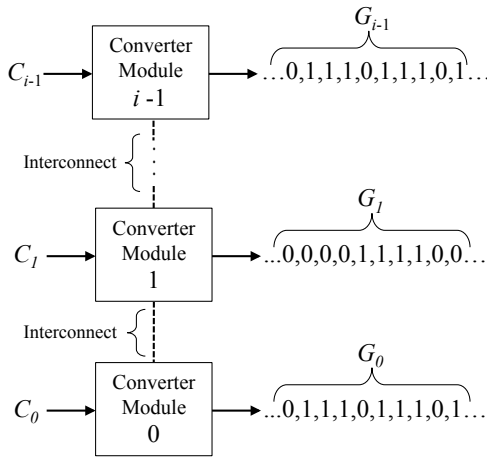 G_{i-1}
C_{i-1} Converter Module i -1 …0,1,1,1,0,1,1,1,0,1…
Interconnect
G_1
C_1 Converter Module 1 ...0,0,0,0,1,1,1,1,0,0…
Interconnect
G_0
C_0 Converter Module 0 ...0,1,1,1,0,1,1,1,0,1…